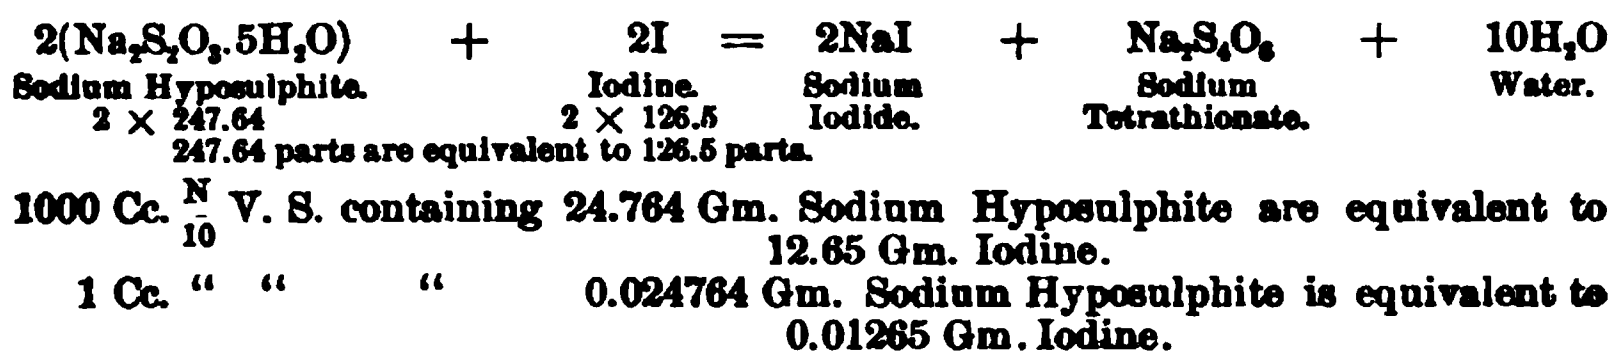 2(Na₂S₂O₃.5H₂O) + 2I = 2NaI + Na₂S₄O₆ + 10H₂O
Sodium Hyposulphite. Iodine. Sodium Sodium Water.
2 × 247.64 2 × 126.5 Iodide. Tetrathionate.
247.64 parts are equivalent to 126.5 parts.
1000 Cc. N/10 V. S. containing 24.764 Gm. Sodium Hyposulphite are equivalent to
12.65 Gm. Iodine.
1 Cc. “ “ “ 0.024764 Gm. Sodium Hyposulphite is equivalent to
0.01265 Gm. Iodine.